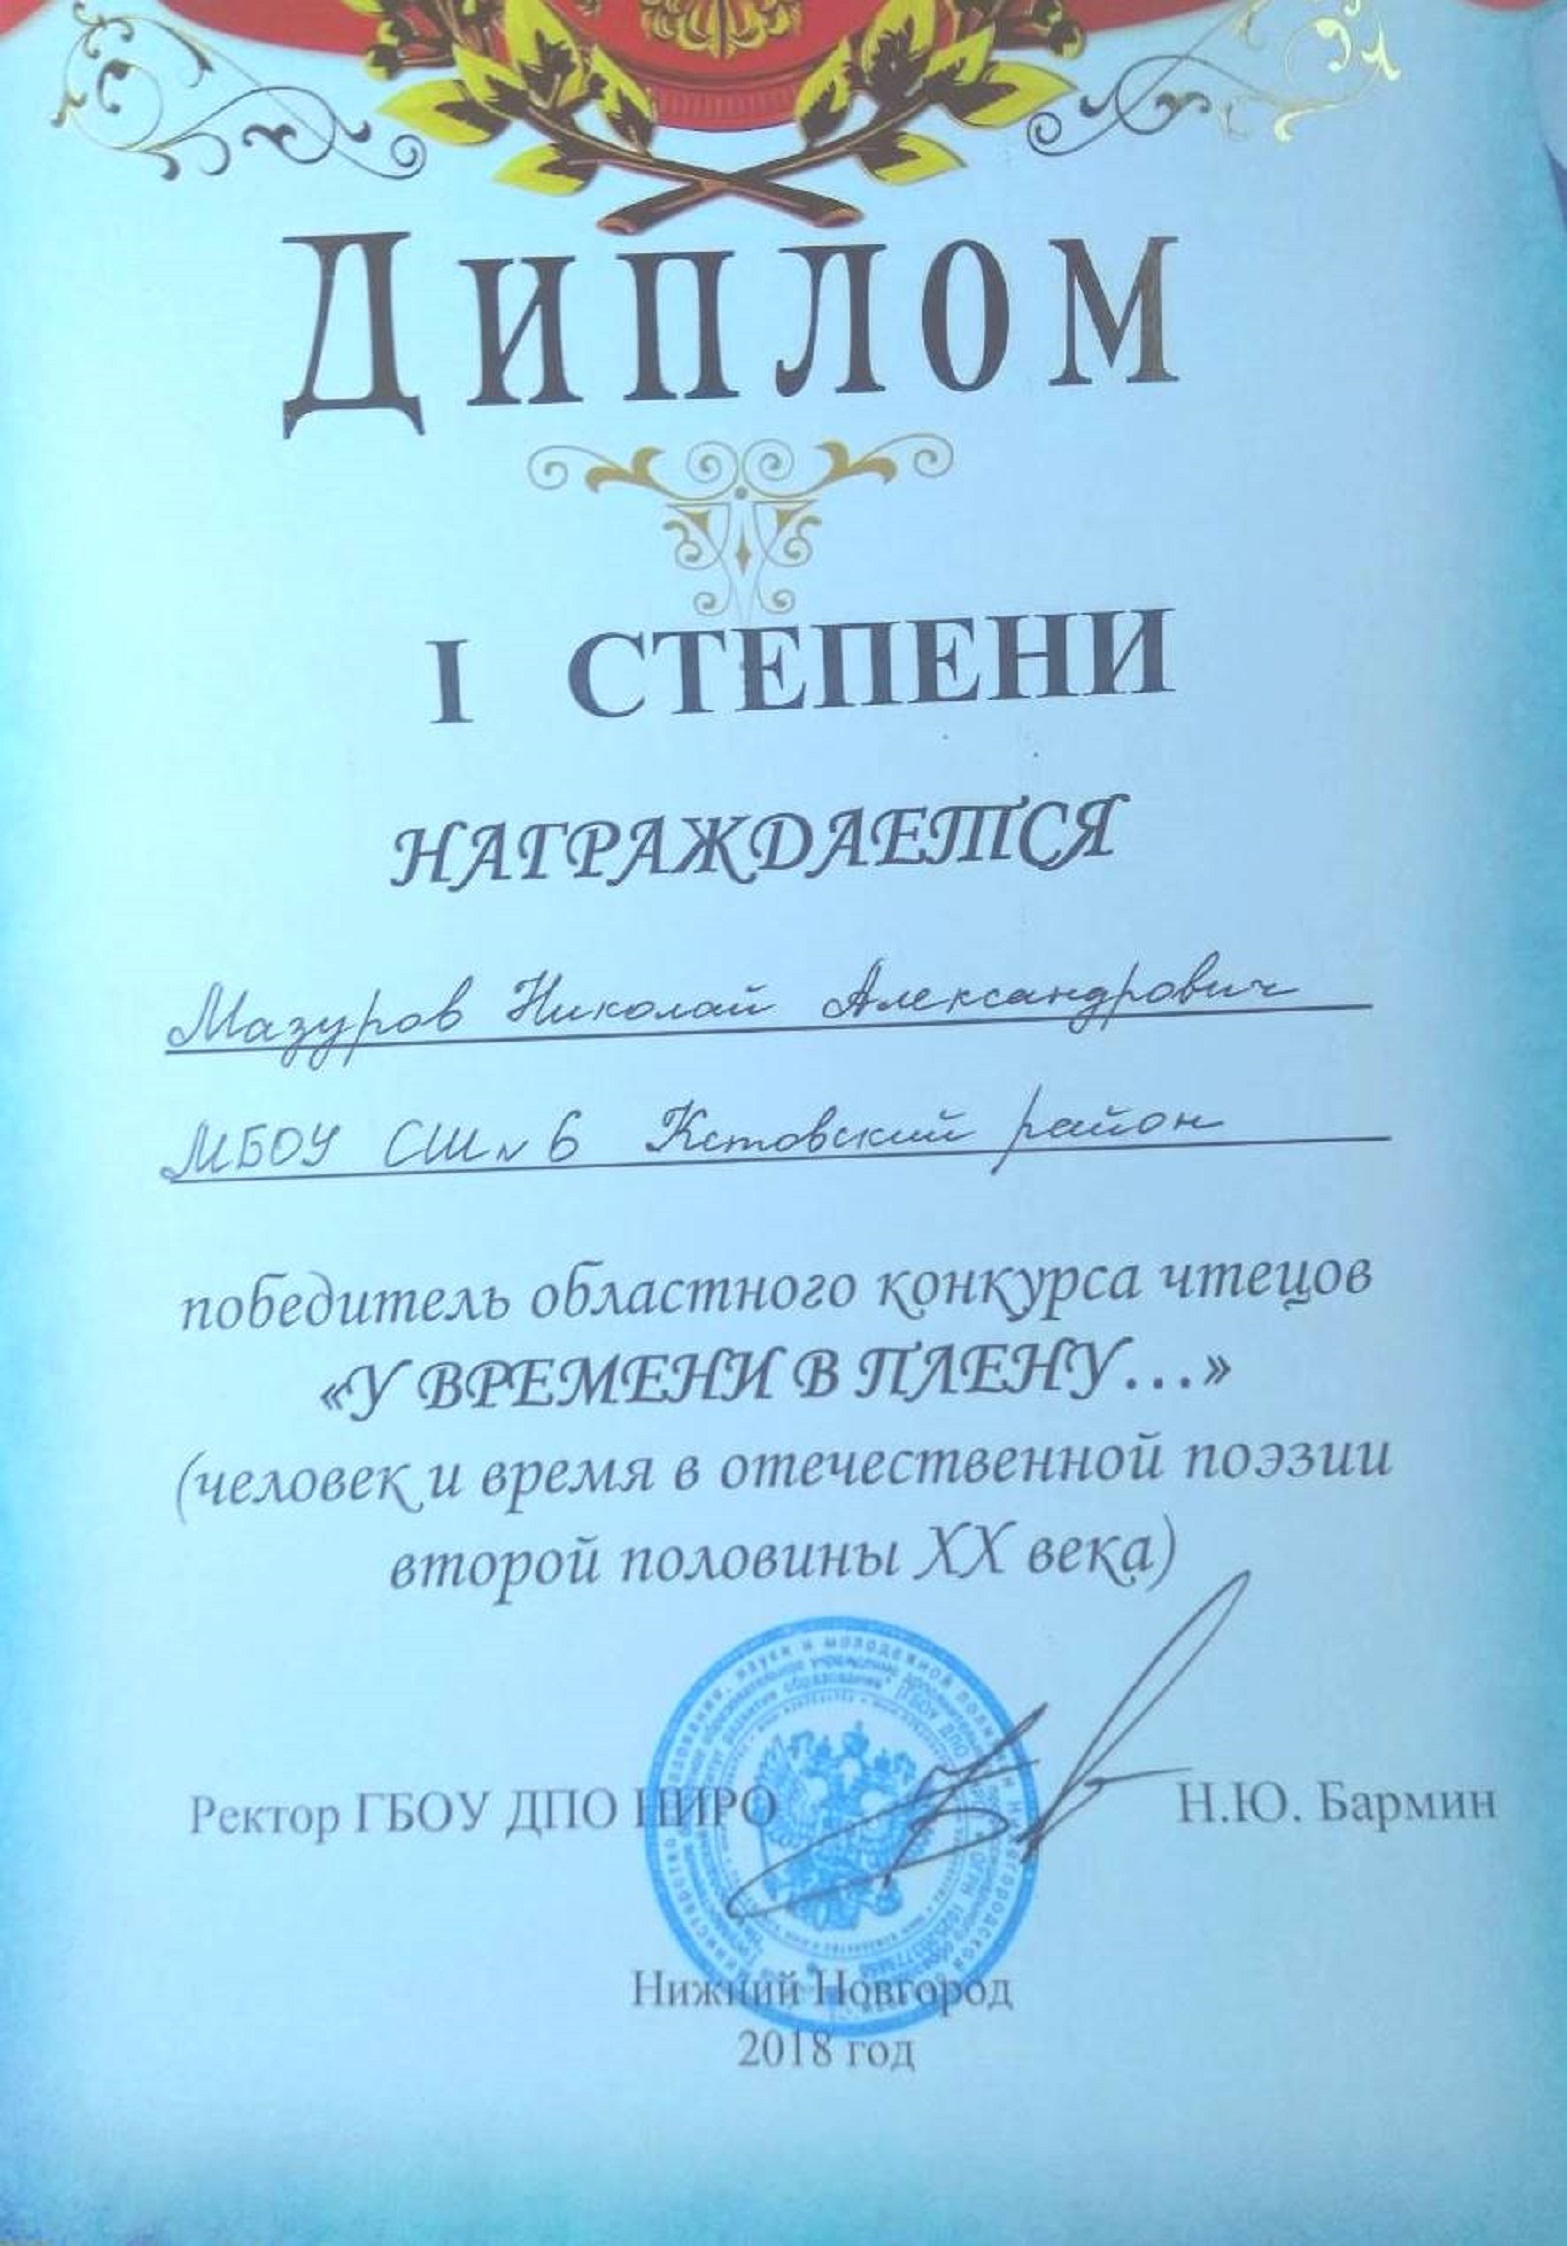 Диплом
I СТЕПЕНИ
НАГРАЖДАЕТСЯ
Мазуров Николай Александрович
МБОУ СШ № 6 Кстовский район
победитель областного конкурса чтецов
«У ВРЕМЕНИ В ПЛЕНУ...»
(человек и время в отечественной поэзии
второй половины XX века)
Ректор ГБОУ ДПО НИРО Н.Ю. Бармин
Нижний Новгород
2018 год